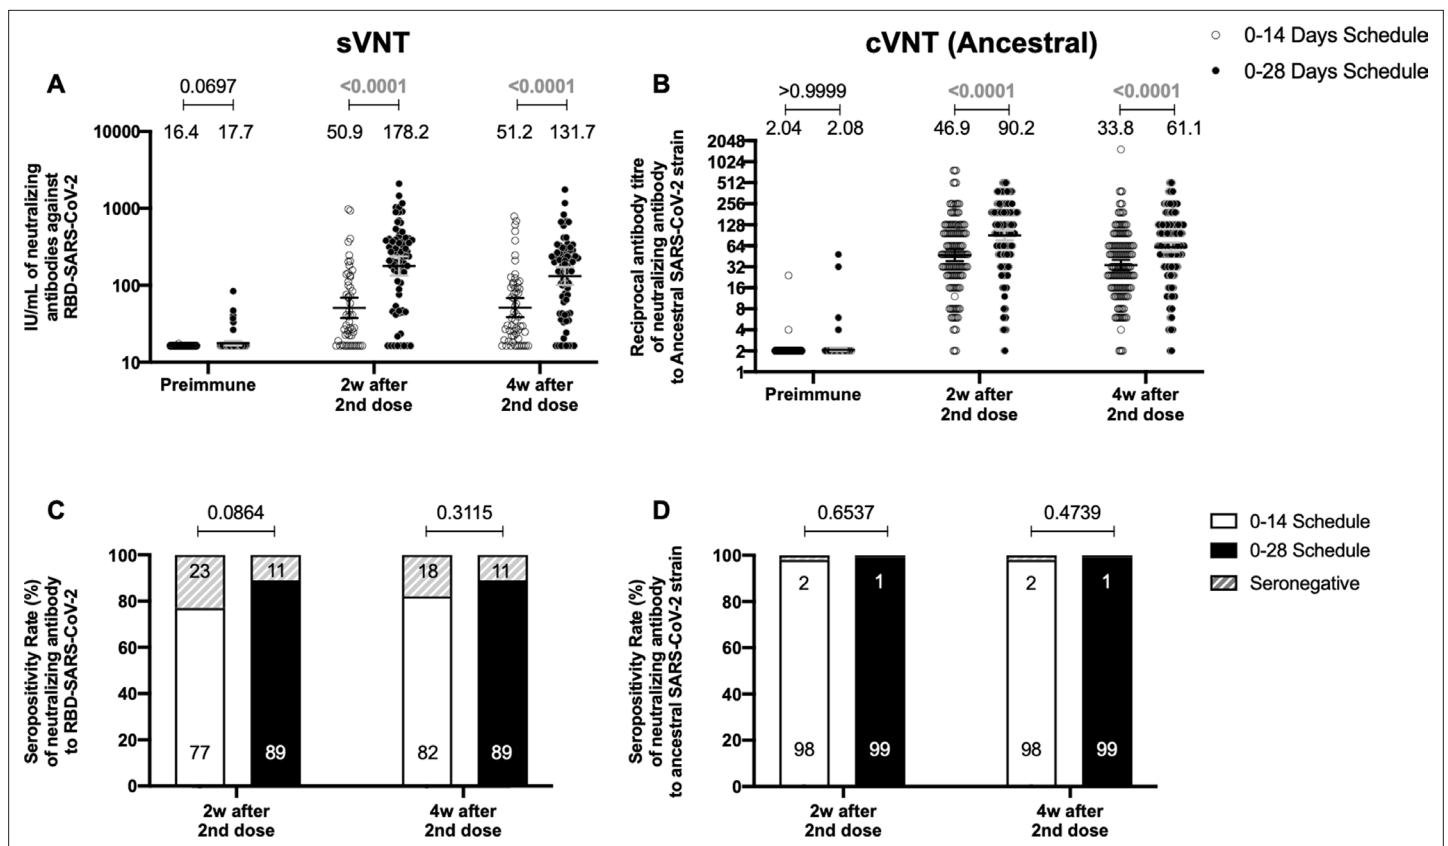 sVNT
cVNT (Ancestral)
0-14 Days Schedule
0-28 Days Schedule
A
0.0697
<0.0001
<0.0001
16.4
17.7
50.9
178.2
51.2
131.7
IU/mL of neutralizing
antibodies against
RBD-SARS-CoV-2
10000
1000
100
10
Preimmune
2w after
2nd dose
4w after
2nd dose
B
>0.9999
<0.0001
<0.0001
2.04
2.08
46.9
90.2
33.8
61.1
Reciprocal antibody titre
of neutralizing antibody
to Ancestral SARS-CoV-2 strain
2048
1024
512
256
128
64
32
16
8
4
2
1
Preimmune
2w after
2nd dose
4w after
2nd dose
C
0.0864
0.3115
Seropositivity Rate (%)
of neutralizing antibody
to RBD-SARS-CoV-2
100
80
60
40
20
0
23
11
18
11
77
89
82
89
2w after
2nd dose
4w after
2nd dose
D
0.6537
0.4739
Seropositivity Rate (%)
of neutralizing antibody
to ancestral SARS-CoV-2 strain
100
80
60
40
20
0
2
1
2
1
98
99
98
99
2w after
2nd dose
4w after
2nd dose
0-14 Schedule
0-28 Schedule
Seronegative